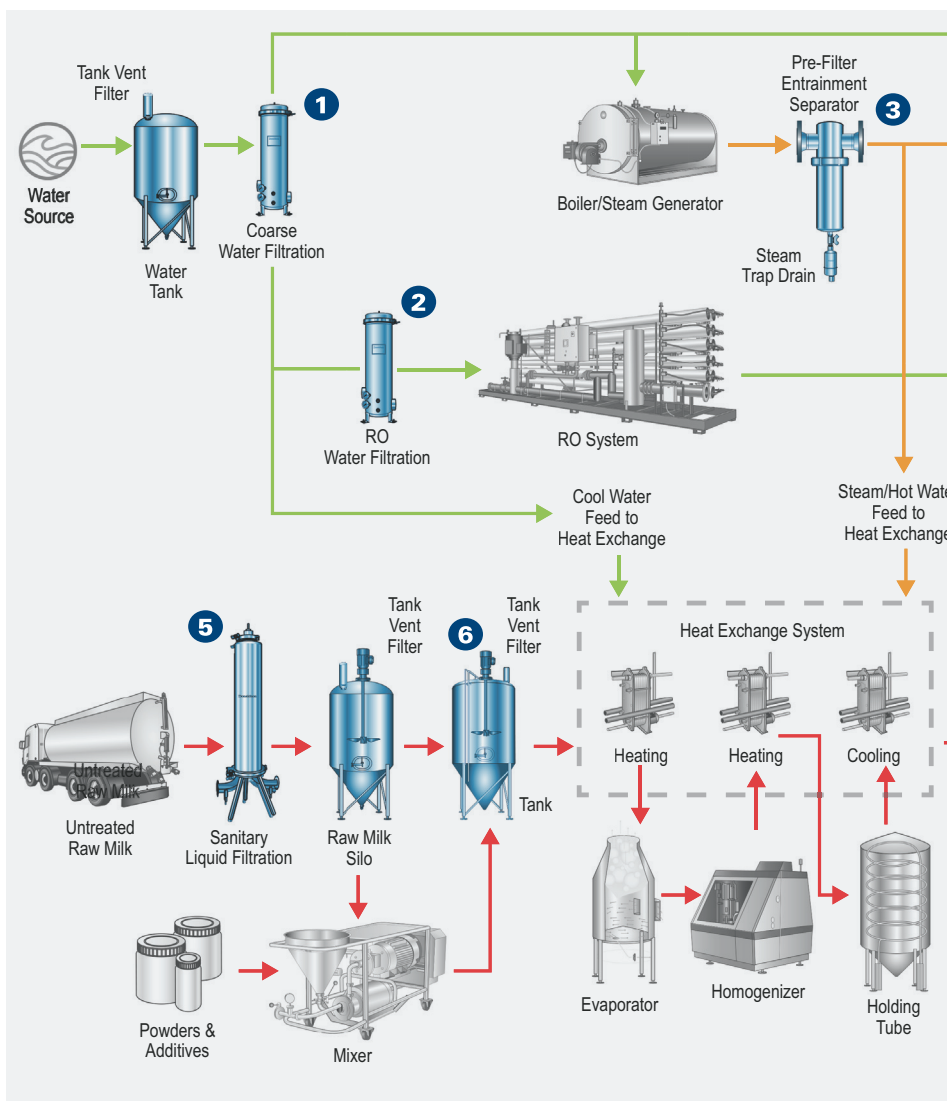 Tank Vent
Filter
Water
Source
Water
Tank
1
Coarse
Water Filtration
Boiler/Steam Generator
Pre-Filter
Entrainment
Separator
3
Steam
Trap Drain
2
RO
Water Filtration
RO System
Cool Water
Feed to
Heat Exchange
Steam/Hot Wate
Feed to
Heat Exchange
5
Tank
Vent
Filter
6
Tank
Vent
Filter
Heat Exchange System
Heating
Heating
Cooling
Untreated
Raw Milk
Untreated
Raw Milk
Sanitary
Liquid Filtration
Raw Milk
Silo
Tank
Powders &
Additives
Mixer
Evaporator
Homogenizer
Holding
Tube